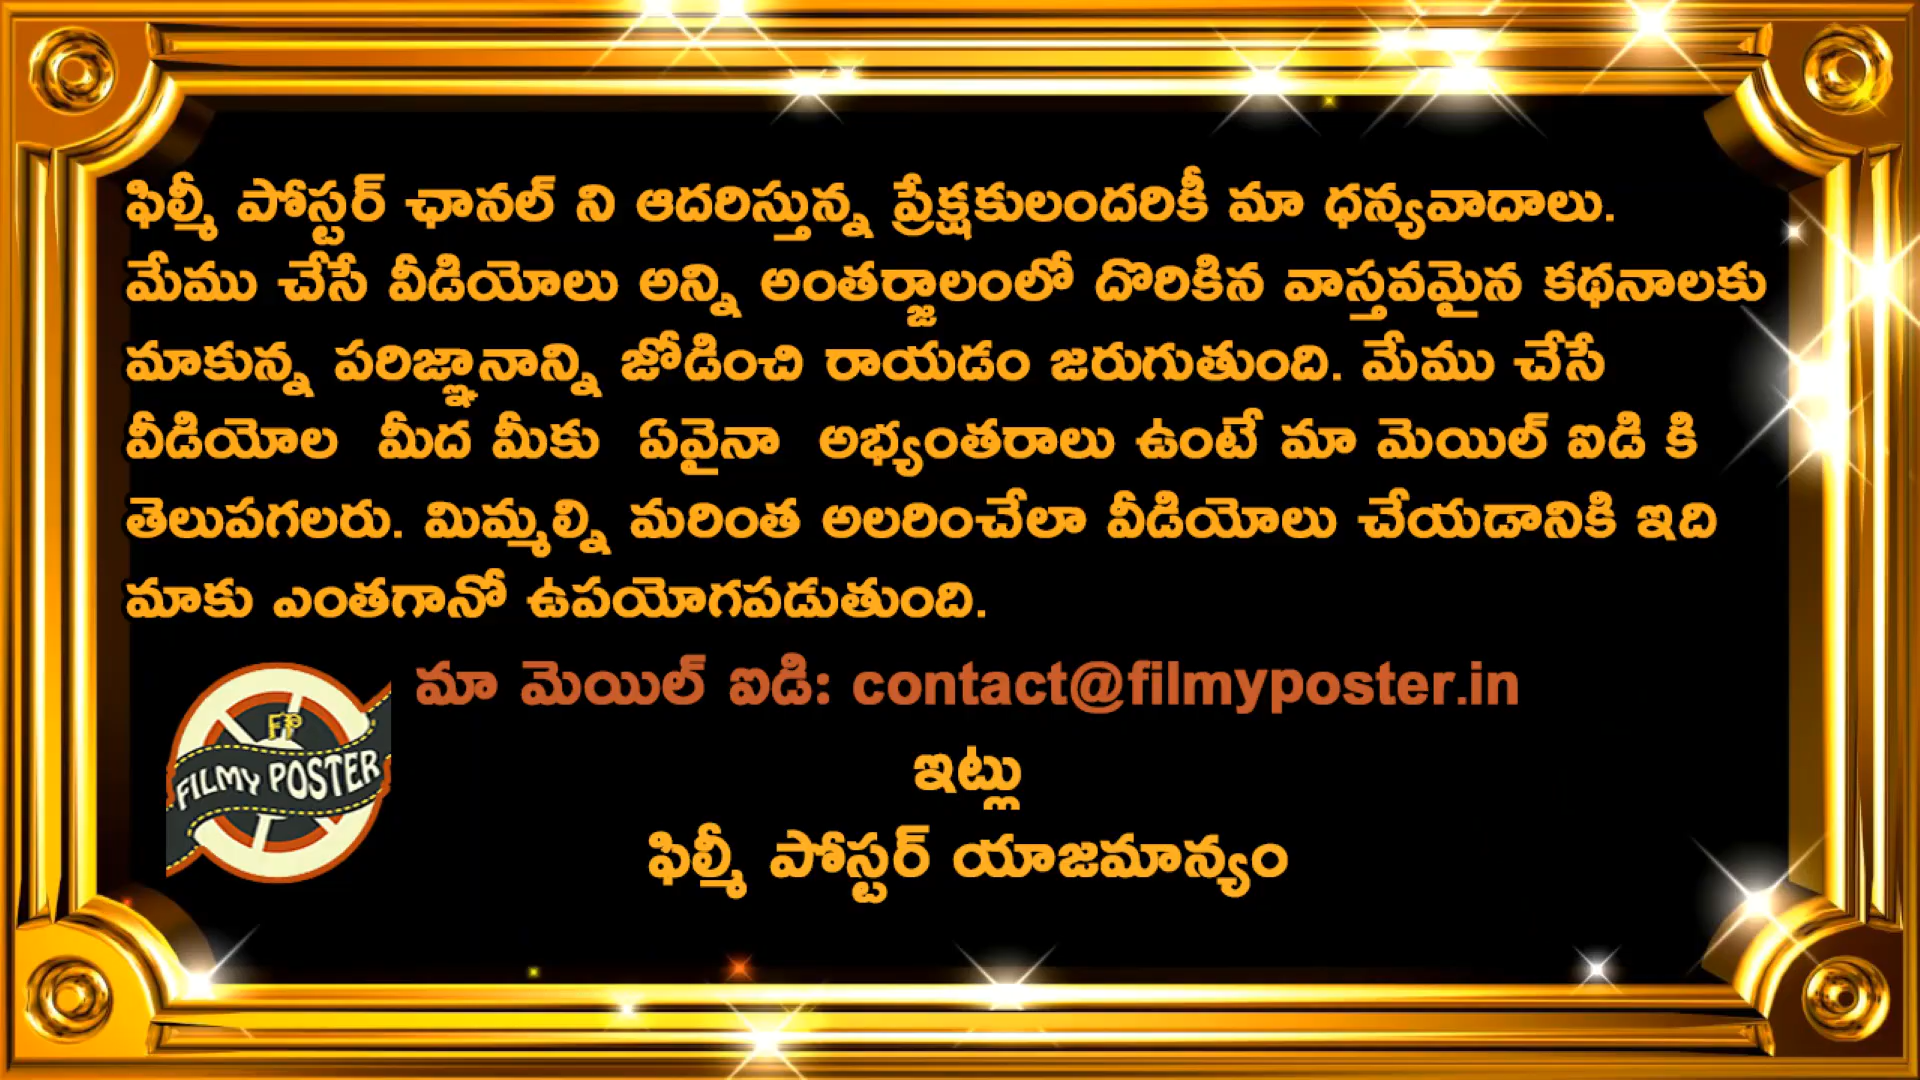 ఫిల్మీ పోస్టర్ ఛానల్ ని ఆదరిస్తున్న ప్రేక్షకులందరికీ మా ధన్యవాదాలు.
మేము చేసే వీడియోలు అన్ని అంతర్జాలంలో దొరికిన వాస్తవమైన కథనాలకు
మాకున్న పరిజ్ఞానాన్ని జోడించి రాయడం జరుగుతుంది. మేము చేసే
వీడియోల మీద మీకు ఏవైనా అభ్యంతరాలు ఉంటే మా మెయిల్ ఐడి కి
తెలుపగలరు. మిమ్మల్ని మరింత అలరించేలా వీడియోలు చేయడానికి ఇది
మాకు ఎంతగానో ఉపయోగపడుతుంది.
మా మెయిల్ ఐడి: contact@filmyposter.in
FP
FILMY POSTER
ఇట్లు
ఫిల్మీ పోస్టర్ యాజమాన్యం